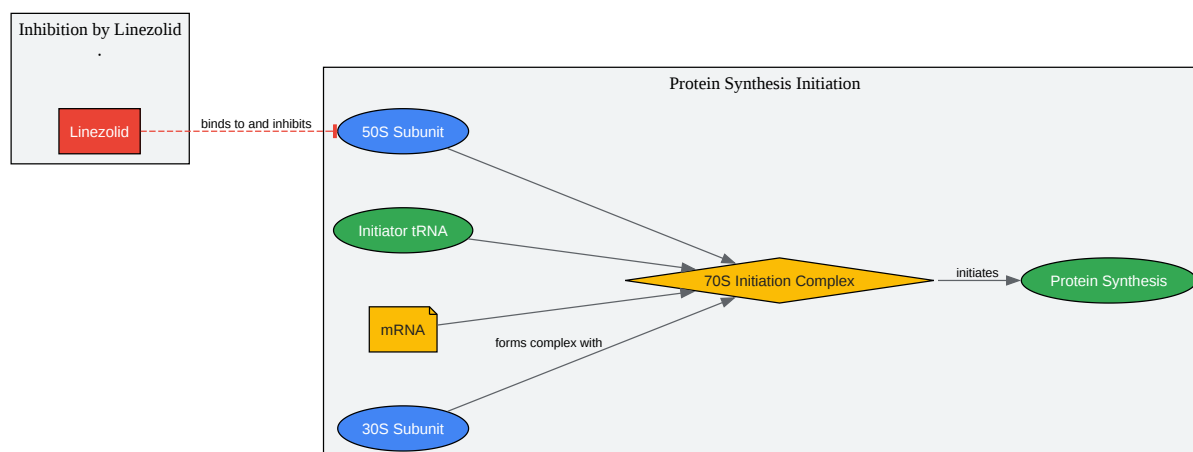 Inhibition by Linezolid
.
Linezolid
binds to and inhibits
Protein Synthesis Initiation
50S Subunit
Initiator tRNA
70S Initiation Complex
initiates
Protein Synthesis
mRNA
forms complex with
30S Subunit